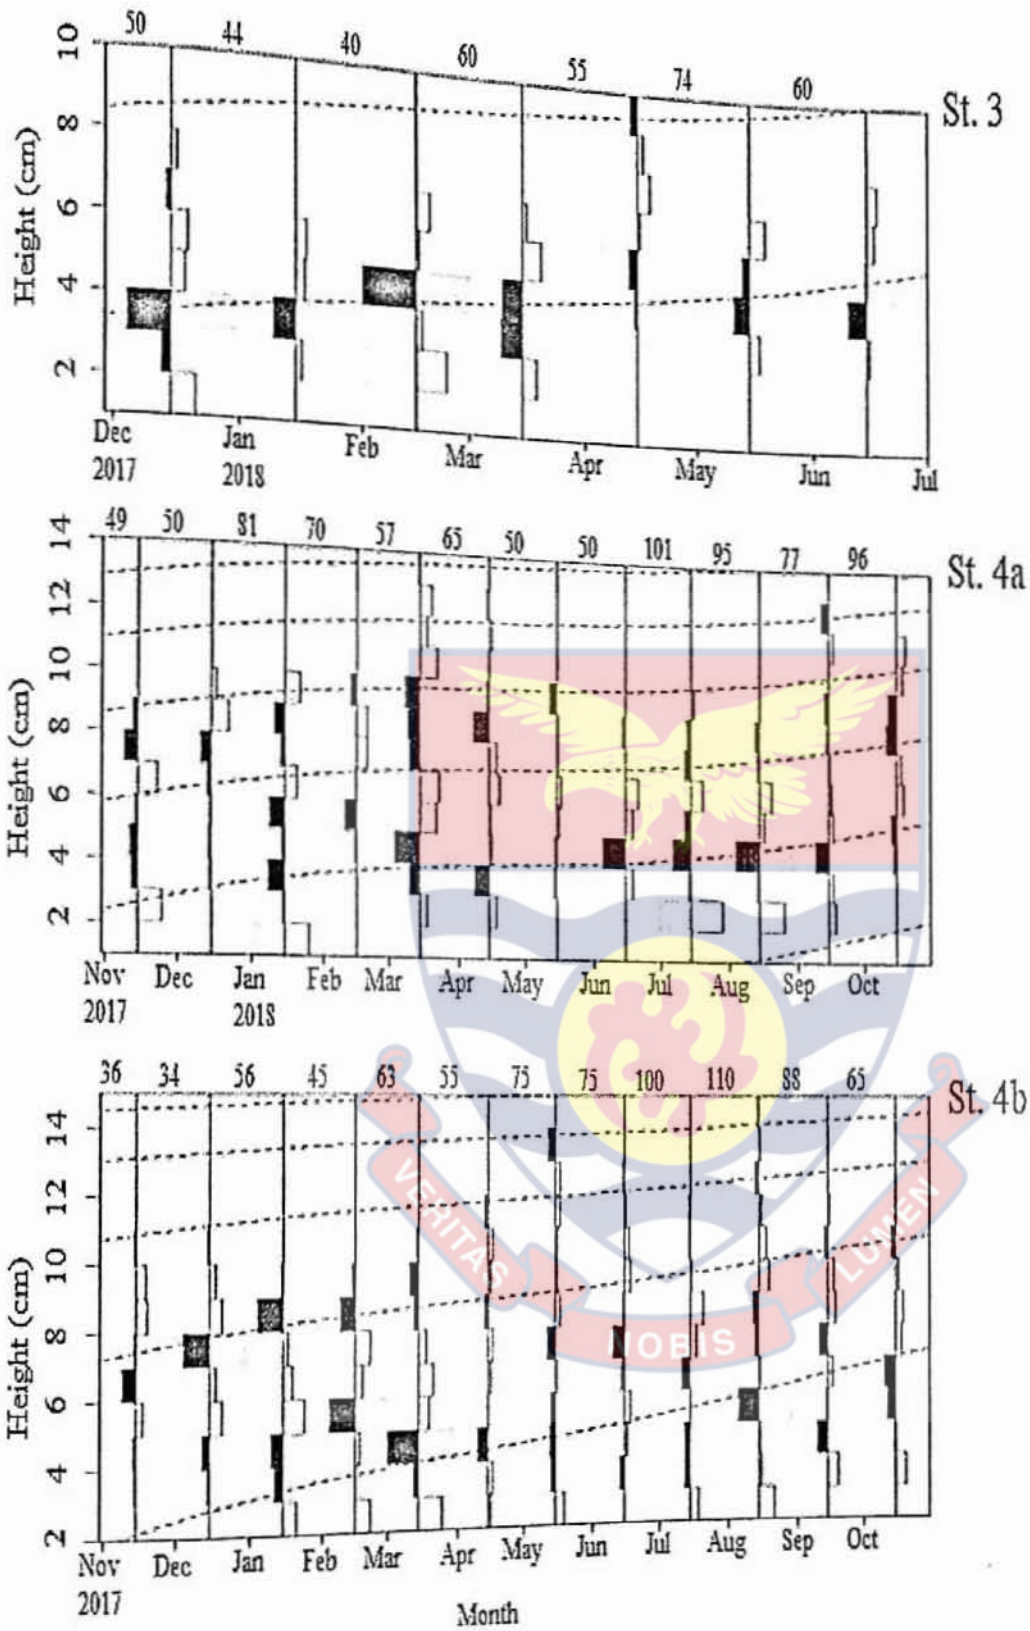 50 44 40 60 55 74 60
St. 3
Height (cm)
10
8
6
4
2
Dec Jan Feb Mar Apr May Jun Jul
2017 2018
49 50 81 70 57 65 50 50 101 95 77 96
St. 4a
Height (cm)
14
12
10
8
6
4
2
Nov Dec Jan Feb Mar Apr May Jun Jul Aug Sep Oct
2017 2018
36 34 36 45 63 55 75 75 100 110 88 65
St. 4b
Height (cm)
14
12
10
8
6
4
2
VERITAS NOBIS LUMEN
Nov Dec Jan Feb Mar Apr May Jun Jul Aug Sep Oct
2017
Month